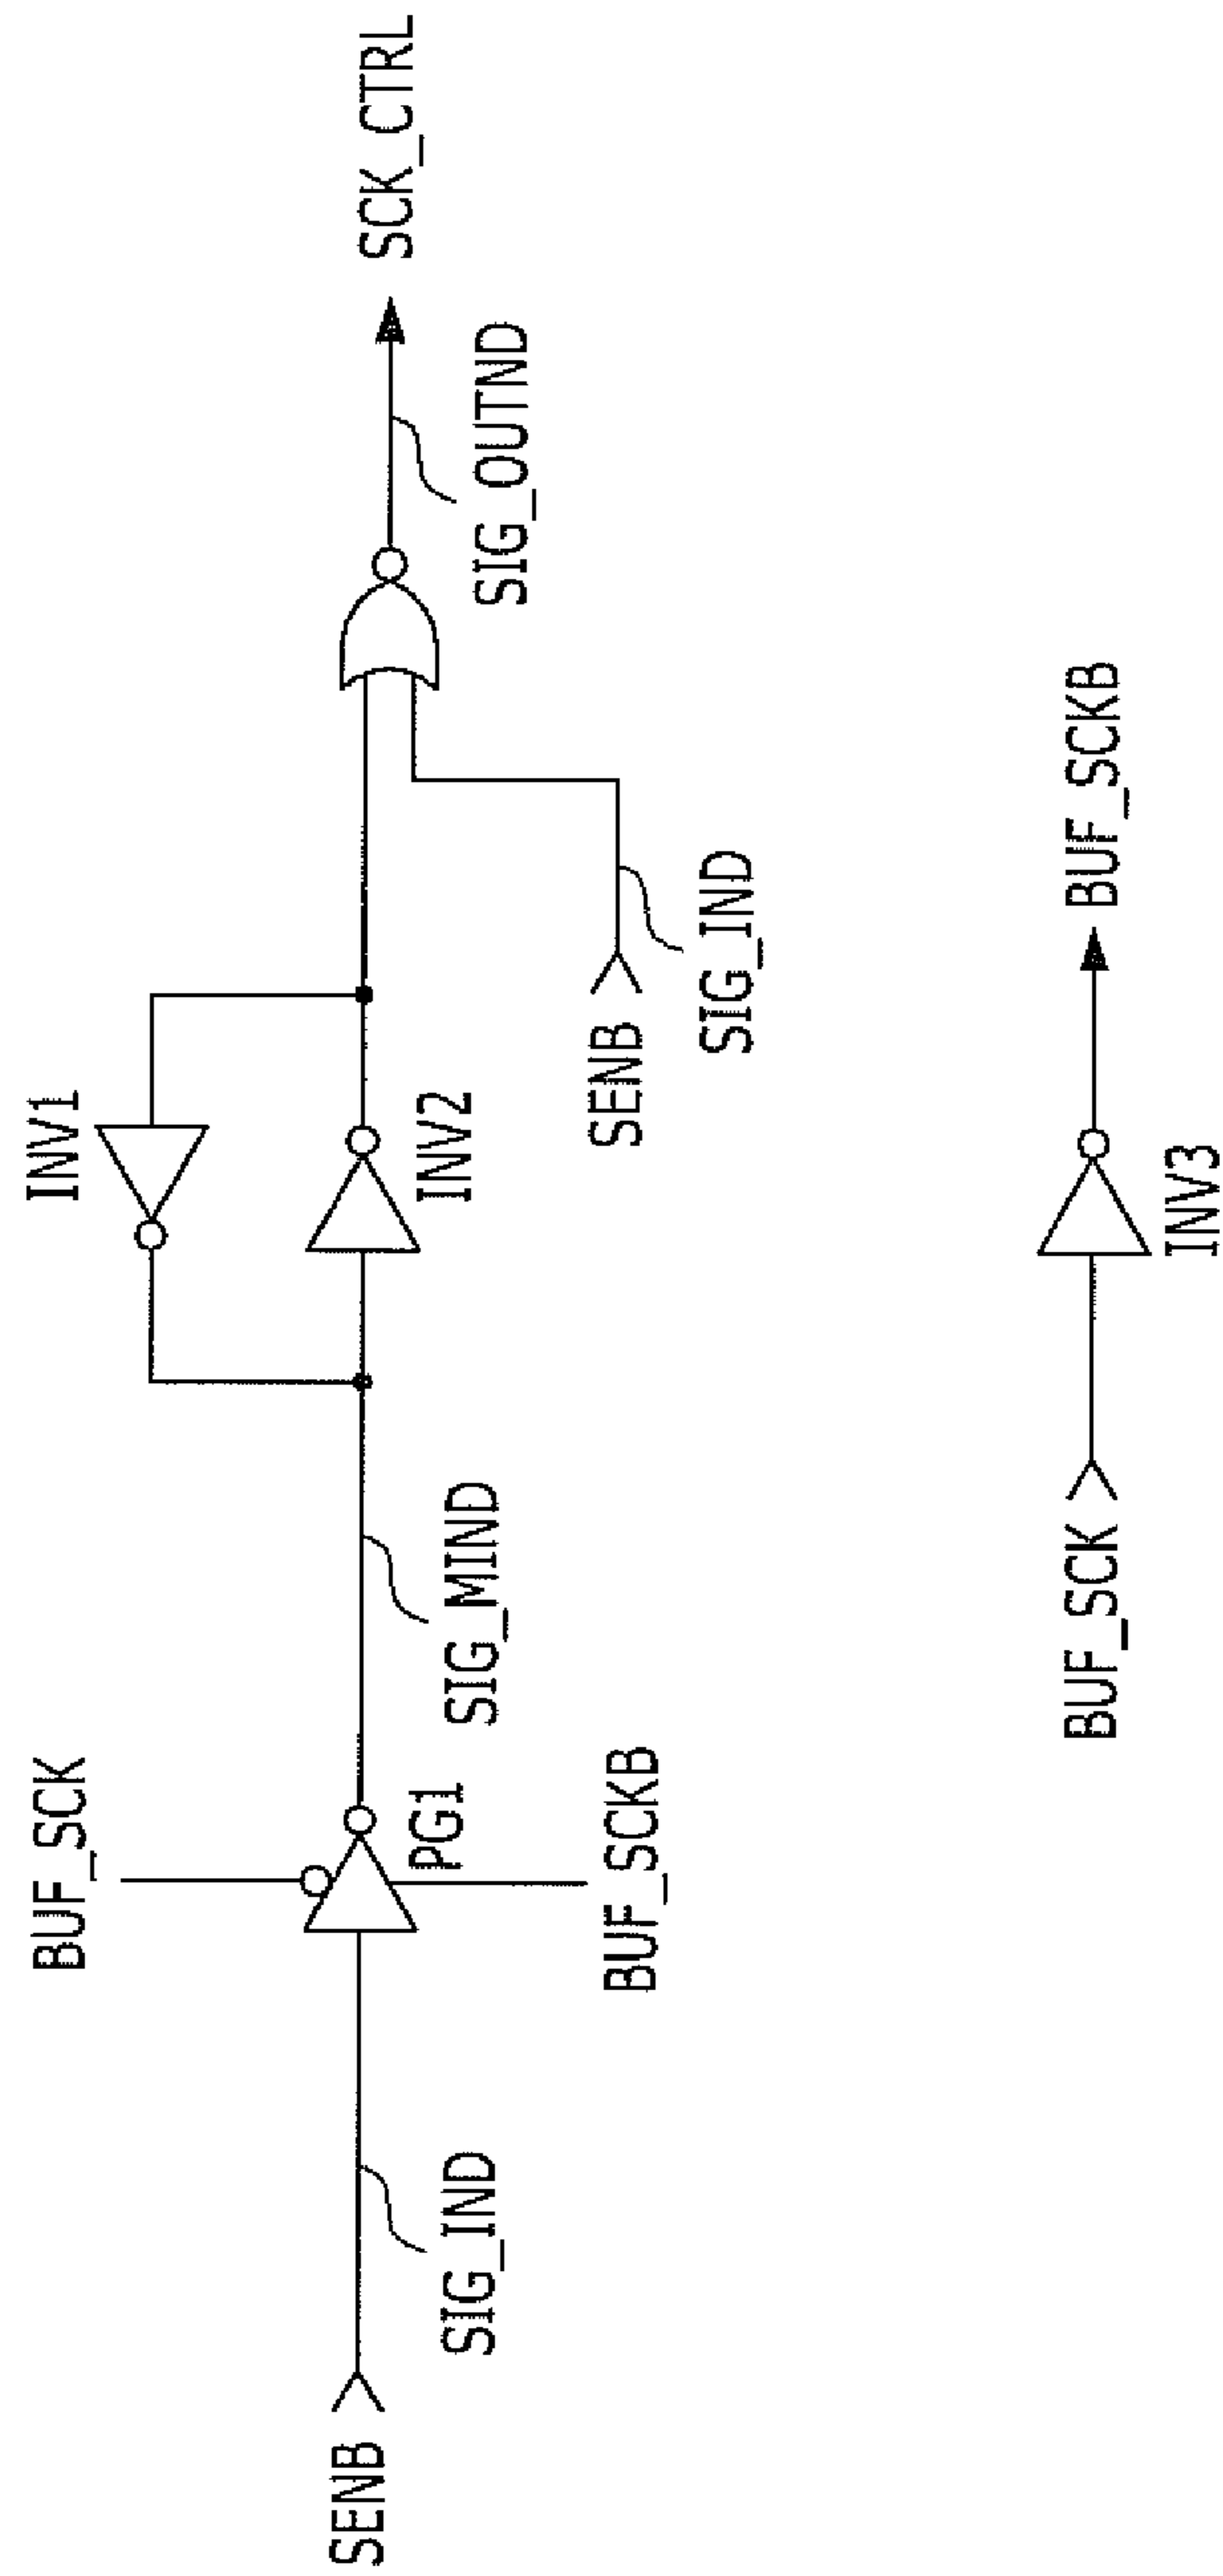 SENB
SIG_IND
BUF_SCK
PG1
BUF_SCKB
SIG_MIND
INV1
INV2
SENB
SIG_IND
SIG_OUTND
SCK_CTRL
BUF_SCK
INV3
BUF_SCKB